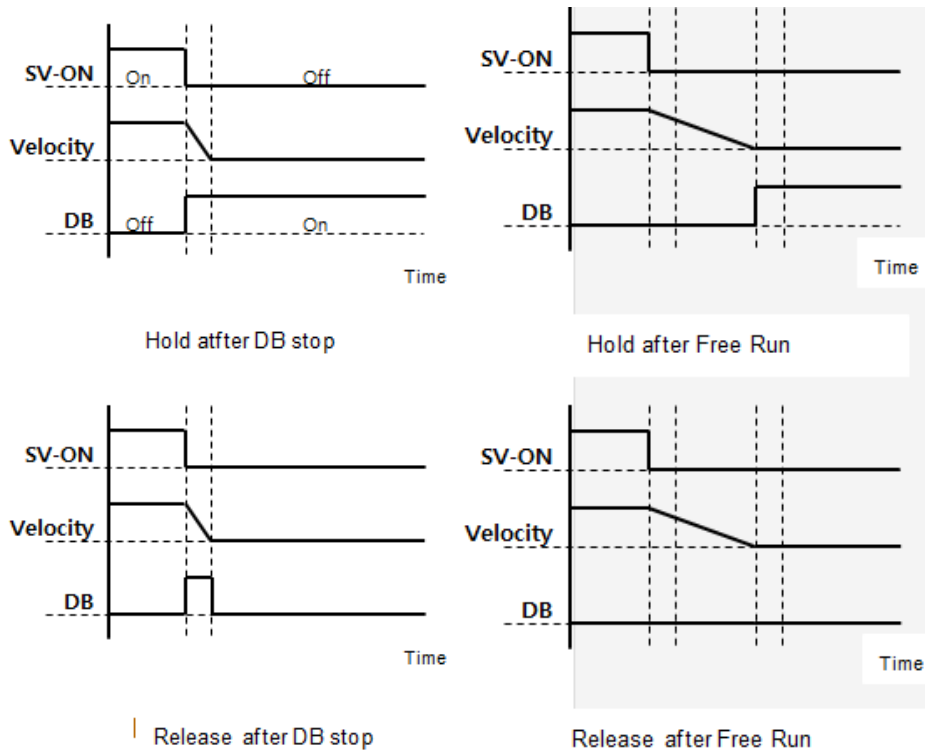 SV-ON
On
Off
Velocity
DB
Off
On
Time
Hold atfter DB stop
SV-ON
Velocity
DB
Time
Hold after Free Run
SV-ON
Velocity
DB
Time
Release after DB stop
SV-ON
Velocity
DB
Time
Release after Free Run